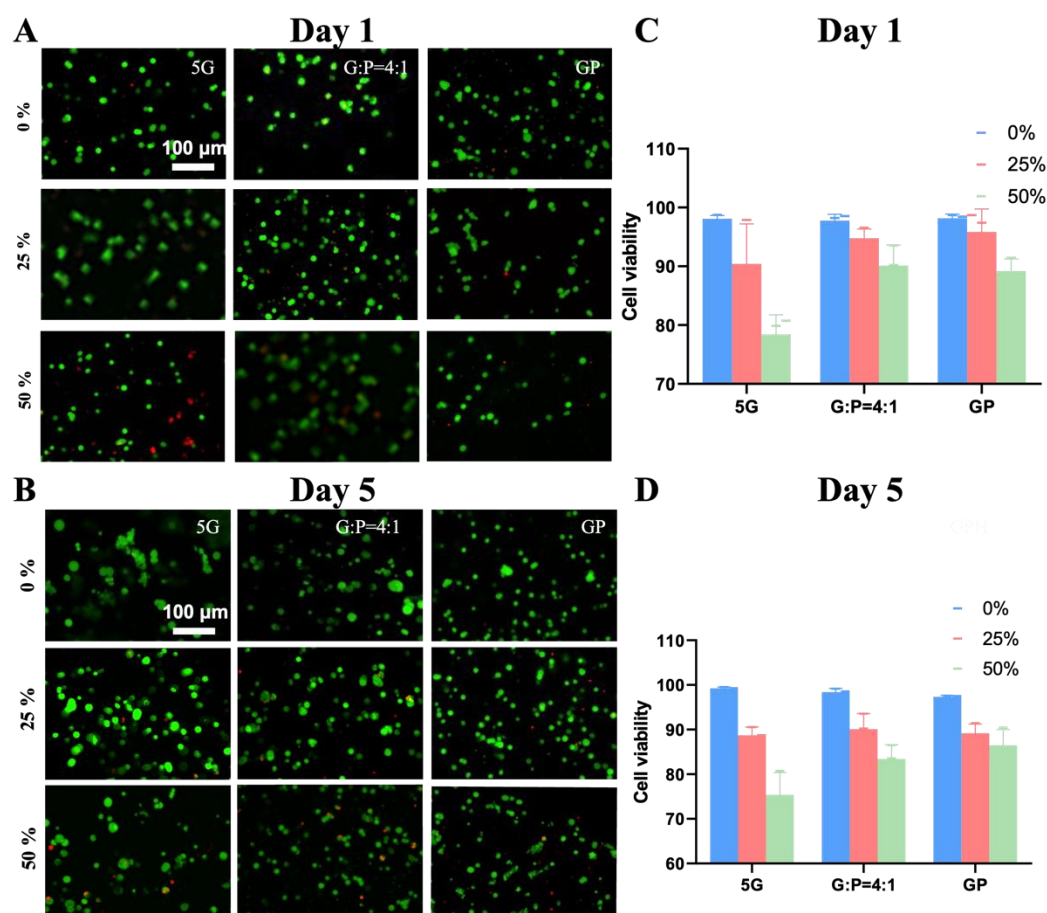 A
Day 1
5G
G:P=4:1
GP
0 %
100 µm
25 %
50 %
B
Day 5
5G
G:P=4:1
GP
0 %
100 µm
25 %
50 %
C
Day 1
0%
25%
50%
Cell viability
110
100
90
80
70
5G
G:P=4:1
GP
D
Day 5
GPH
0%
25%
50%
Cell viability
110
100
90
80
70
60
5G
G:P=4:1
GP